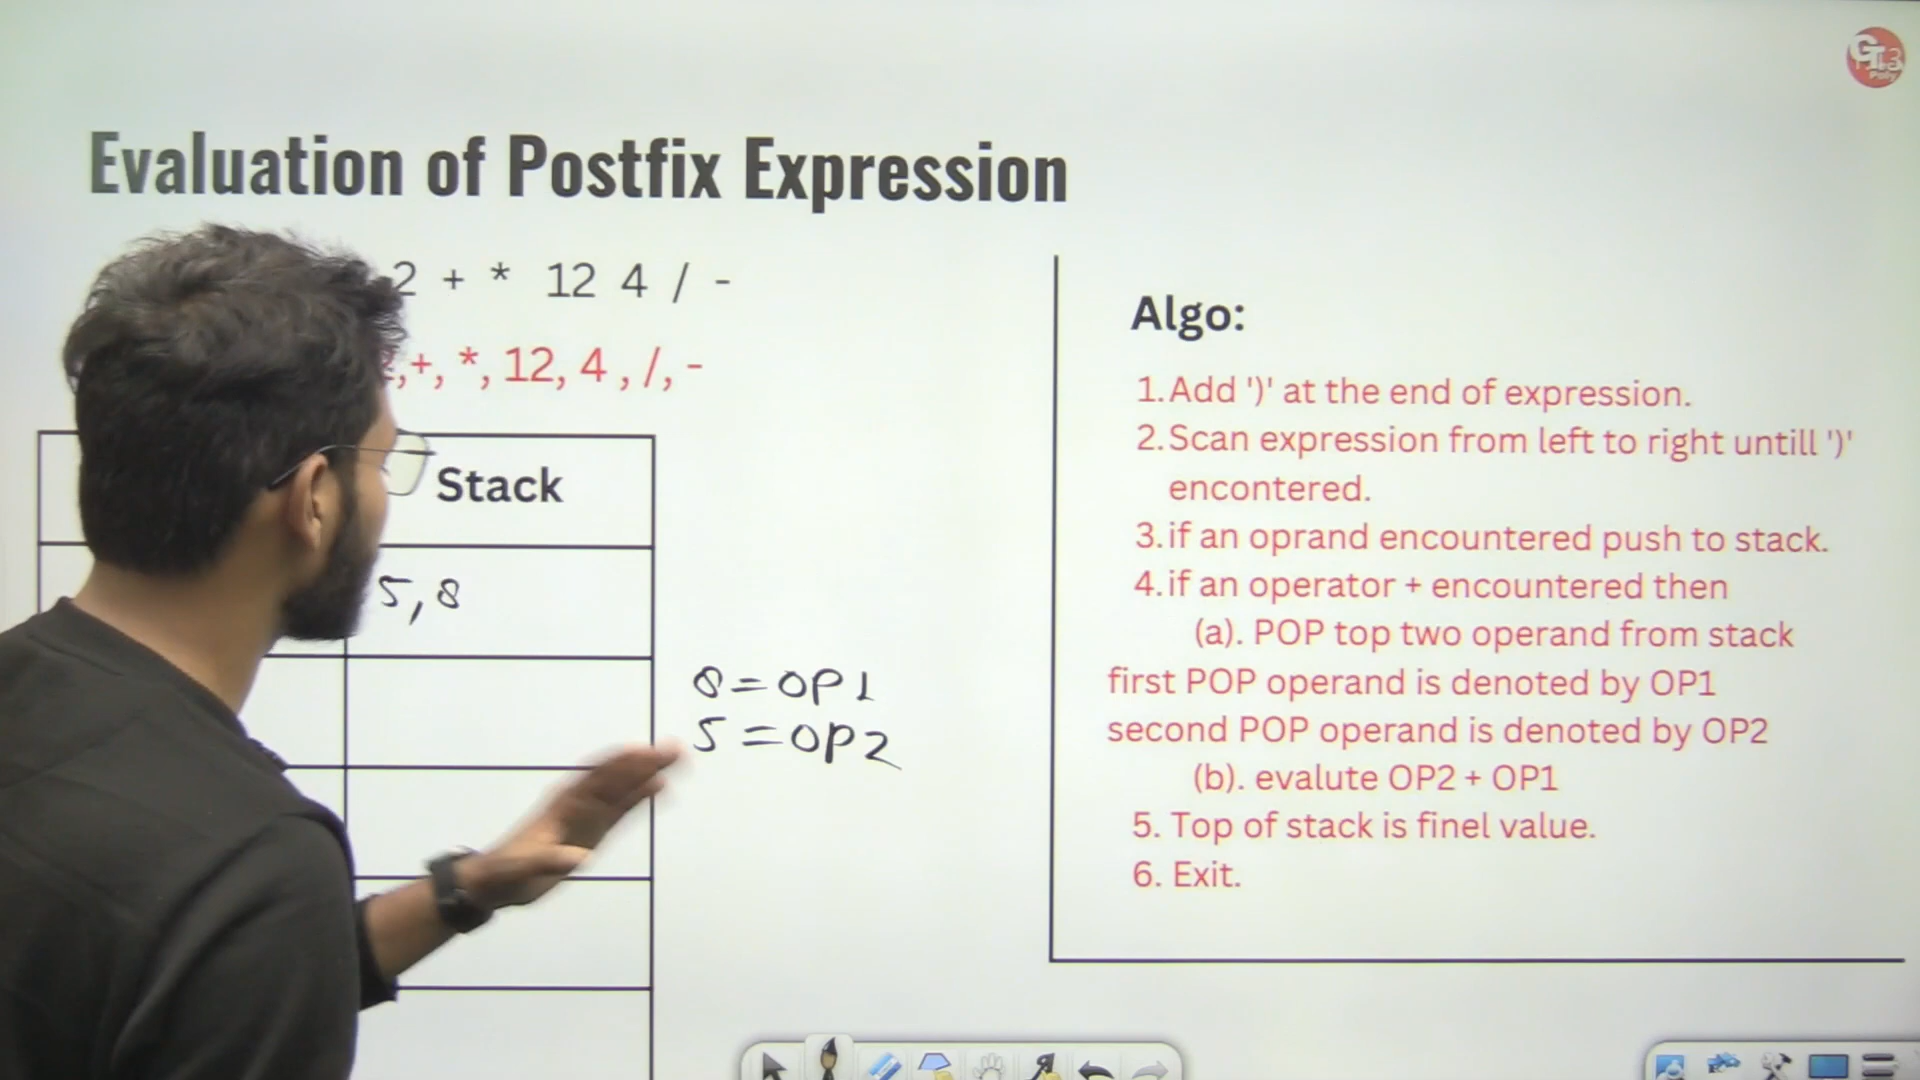 Evaluation of Postfix Expression
2 + * 12 4 / -
,+, *, 12, 4 , /, -
Stack
5,8
8=OP1
5=OP2
Algo:
1.Add ')' at the end of expression.
2.Scan expression from left to right untill ')'
encontered.
3.if an oprand encountered push to stack.
4.if an operator + encountered then
(a). POP top two operand from stack
first POP operand is denoted by OP1
second POP operand is denoted by OP2
(b). evalute OP2 + OP1
5. Top of stack is finel value.
6. Exit.